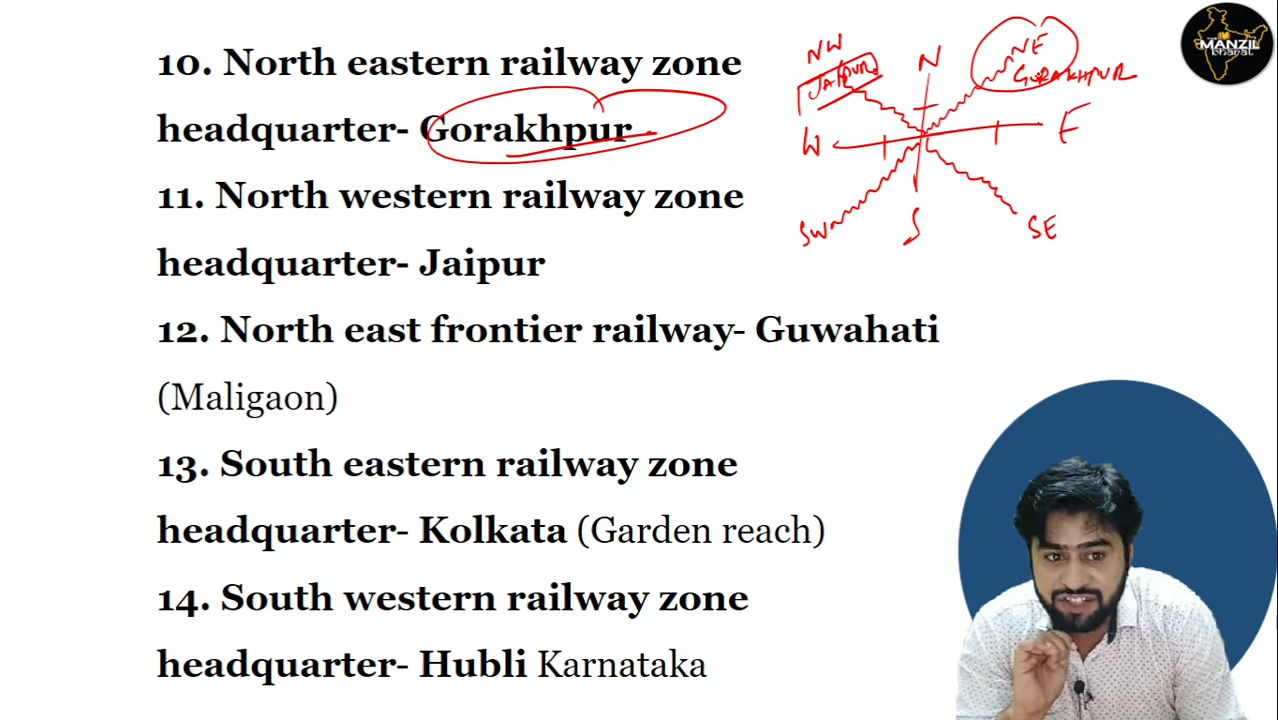 10. North eastern railway zone
headquarter- Gorakhpur
11. North western railway zone
headquarter- Jaipur
12. North east frontier railway- Guwahati
(Maligaon)
13. South eastern railway zone
headquarter- Kolkata (Garden reach)
14. South western railway zone
headquarter- Hubli Karnataka
NW
JAIPUR
N
NE
GORAKHPUR
W
E
SW
S
SE
MANZIL